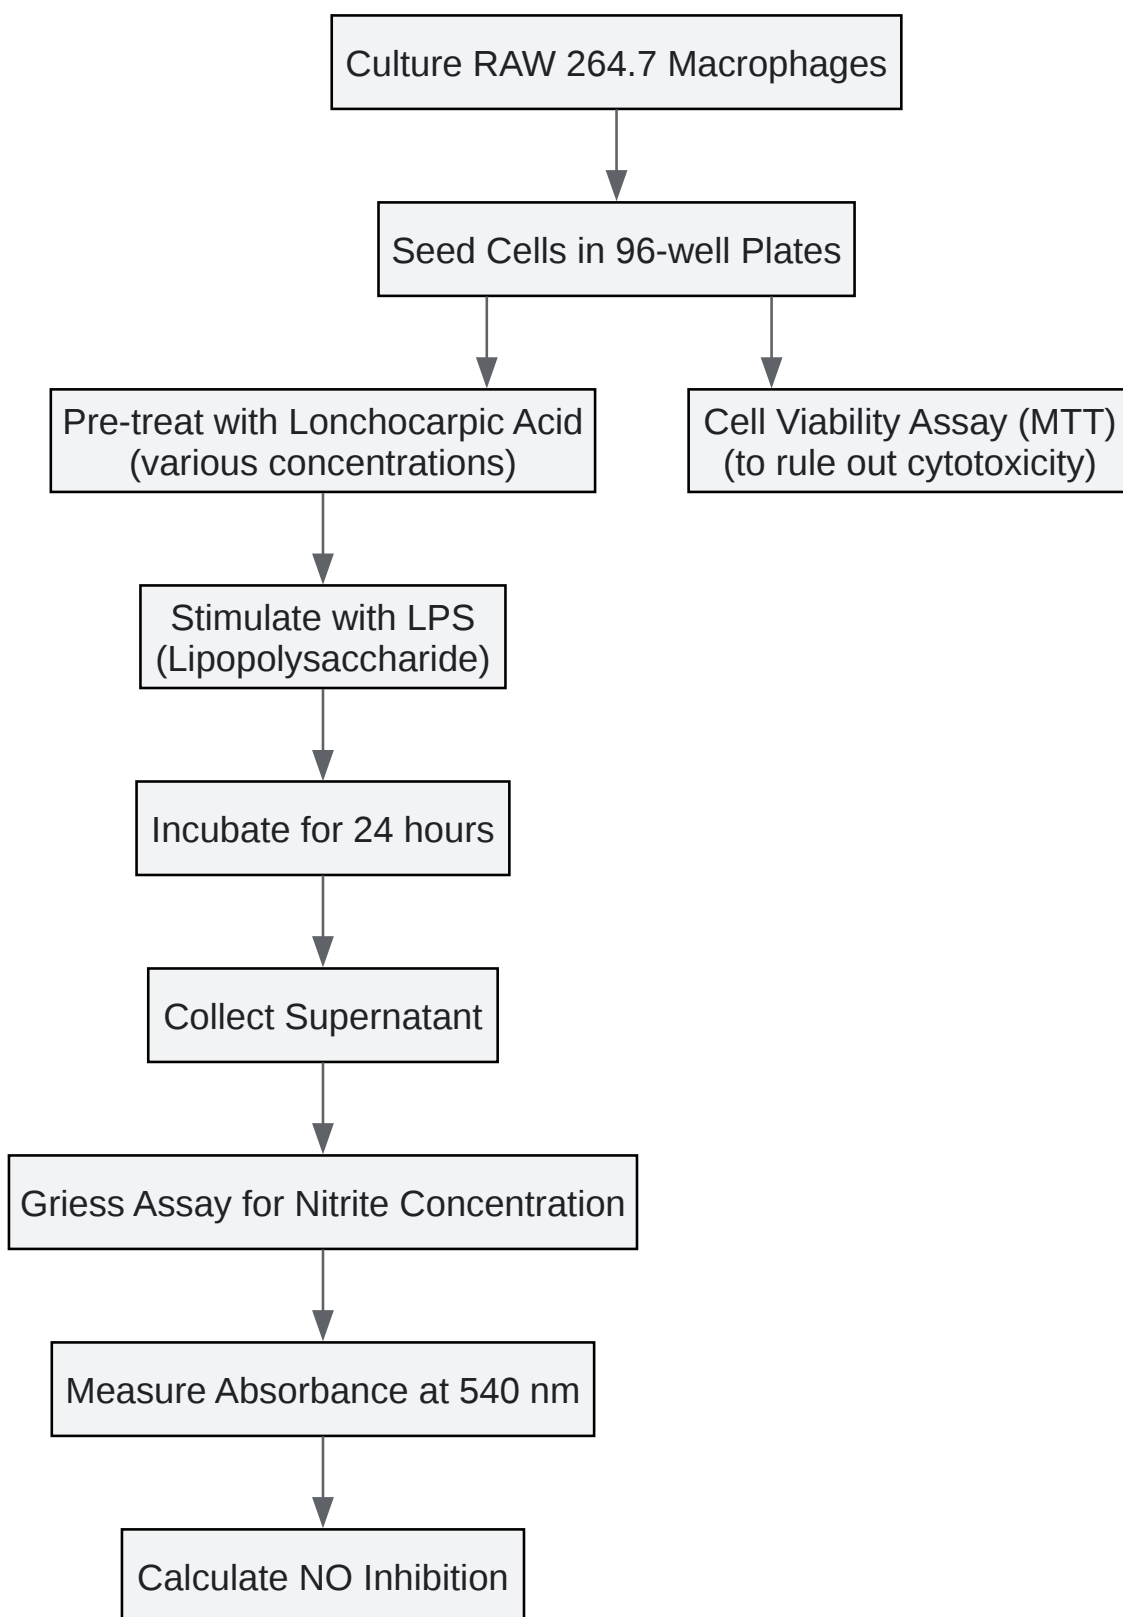 Culture RAW 264.7 Macrophages
Seed Cells in 96-well Plates
Pre-treat with Lonchocarpic Acid
(various concentrations)
Cell Viability Assay (MTT)
(to rule out cytotoxicity)
Stimulate with LPS
(Lipopolysaccharide)
Incubate for 24 hours
Collect Supernatant
Griess Assay for Nitrite Concentration
Measure Absorbance at 540 nm
Calculate NO Inhibition